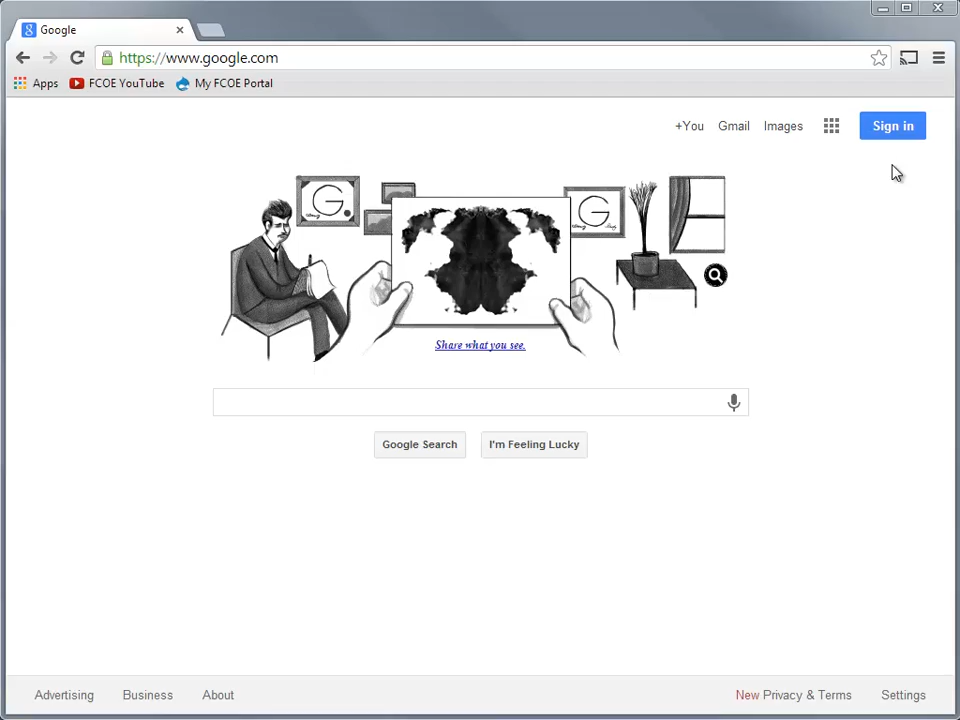 Google
https://www.google.com
Apps FCOE YouTube My FCOE Portal
+You Gmail Images Sign in
G
G
Share what you see.
Google Search I'm Feeling Lucky
Advertising Business About New Privacy & Terms Settings